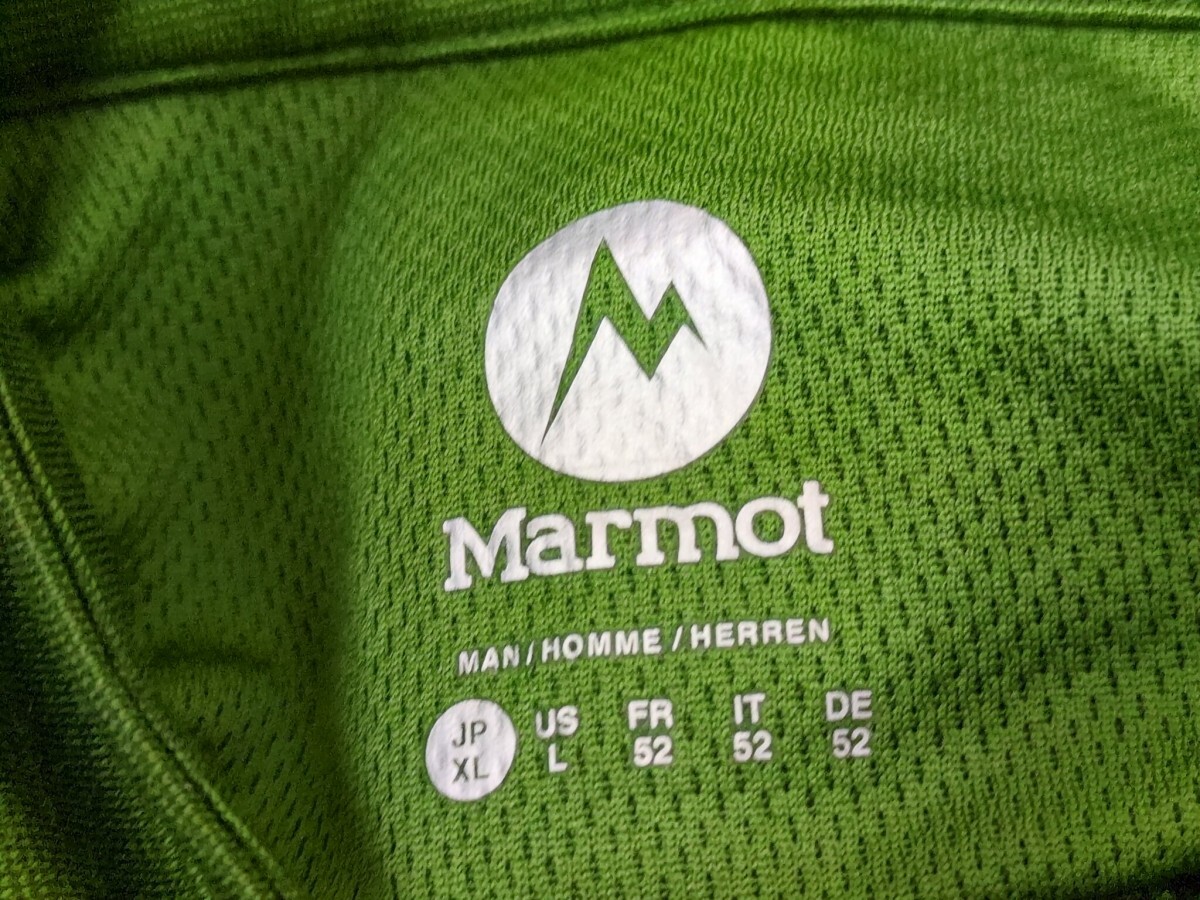 Marmot
MAN/HOMME/HERREN
JP US FR IT DE
XL L 52 52 52